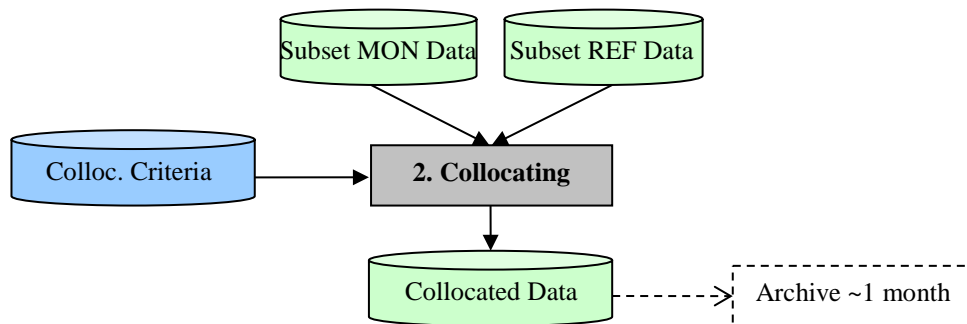 Subset MON Data
Subset REF Data
Colloc. Criteria
2. Collocating
Collocated Data
Archive ~1 month